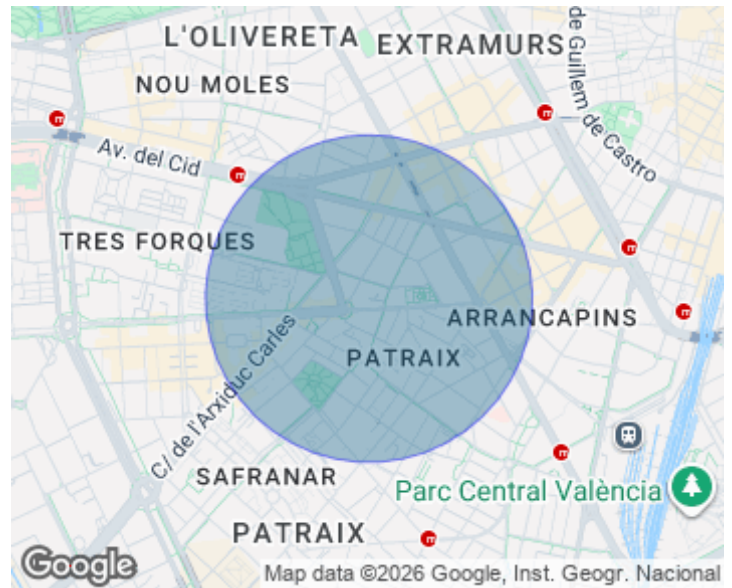 L'OLIVERETA
EXTRAMURS
de Guillem de Castro
NOU MOLES
Av. del Cid
TRES FORQUES
C/ de l'Arxiduc Carles
ARRANCAPINS
PATRAIX
SAFRANAR
Parc Central València
PATRAIX
Google
Map data ©2026 Google, Inst. Geogr. Nacional